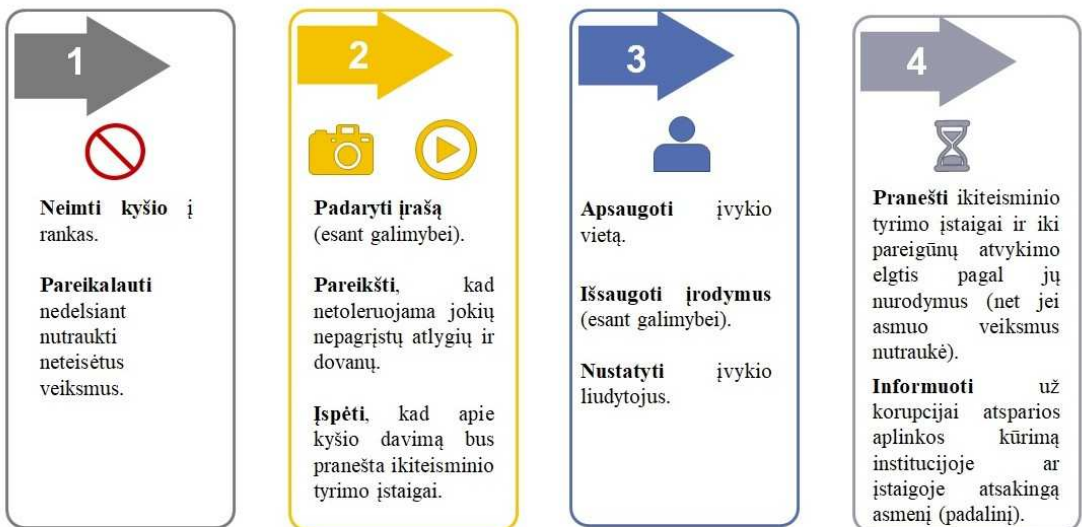 1
Neimti kyšio į
rankas.
Pareikalauti
nedelsiant
nutraukti
neteisėtus
veiksmus.
2
Padaryti įrašą
(esant galimybei).
Pareikšti, kad
netoleruojama jokių
nepagrįstų atlygių ir
dovanų.
Įspėti, kad apie
kyšio davimą bus
pranešta ikiteisminio
tyrimo įstaigai.
3
Apsaugoti įvykio
vietą.
Išsaugoti įrodymus
(esant galimybei).
Nustatyti įvykio
liudytojus.
4
Pranešti ikiteisminio
tyrimo įstaigai ir iki
pareigūnų atvykimo
elgtis pagal jų
nurodymus (net jei
asmuo veiksmus
nutraukė).
Informuoti už
korupcijai atsparios
aplinkos kūrimą
institucijoje ar
įstaigoje atsakingą
asmenį (padalinį).